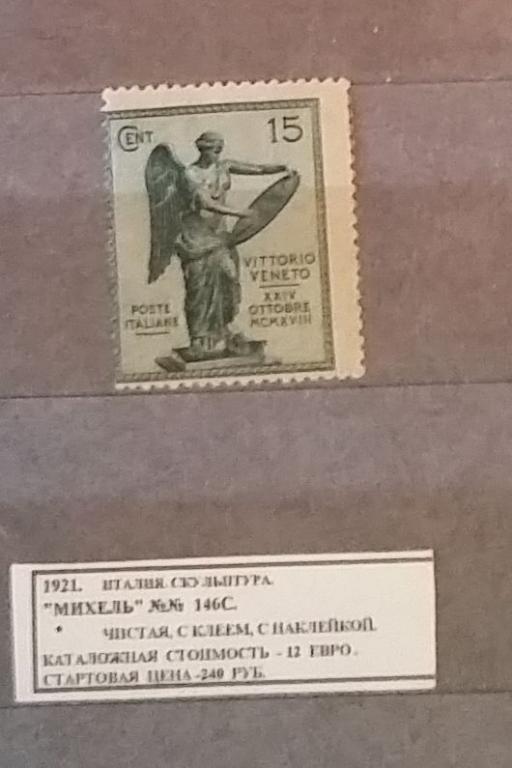 CENT. 15
VITTORIO
VENETO
XXIV
OTTOBRE
MCMXVIII
POSTE
ITALIANE
1921. ИТАЛИЯ. СКУЛЬПТУРА.
"МИХЕЛЬ" №№ 146С.
* ЧИСТАЯ, С КЛЕЕМ, С НАКЛЕЙКОЙ.
КАТАЛОЖНАЯ СТОИМОСТЬ - 12 ЕВРО.
СТАРТОВАЯ ЦЕНА -240 РУБ.